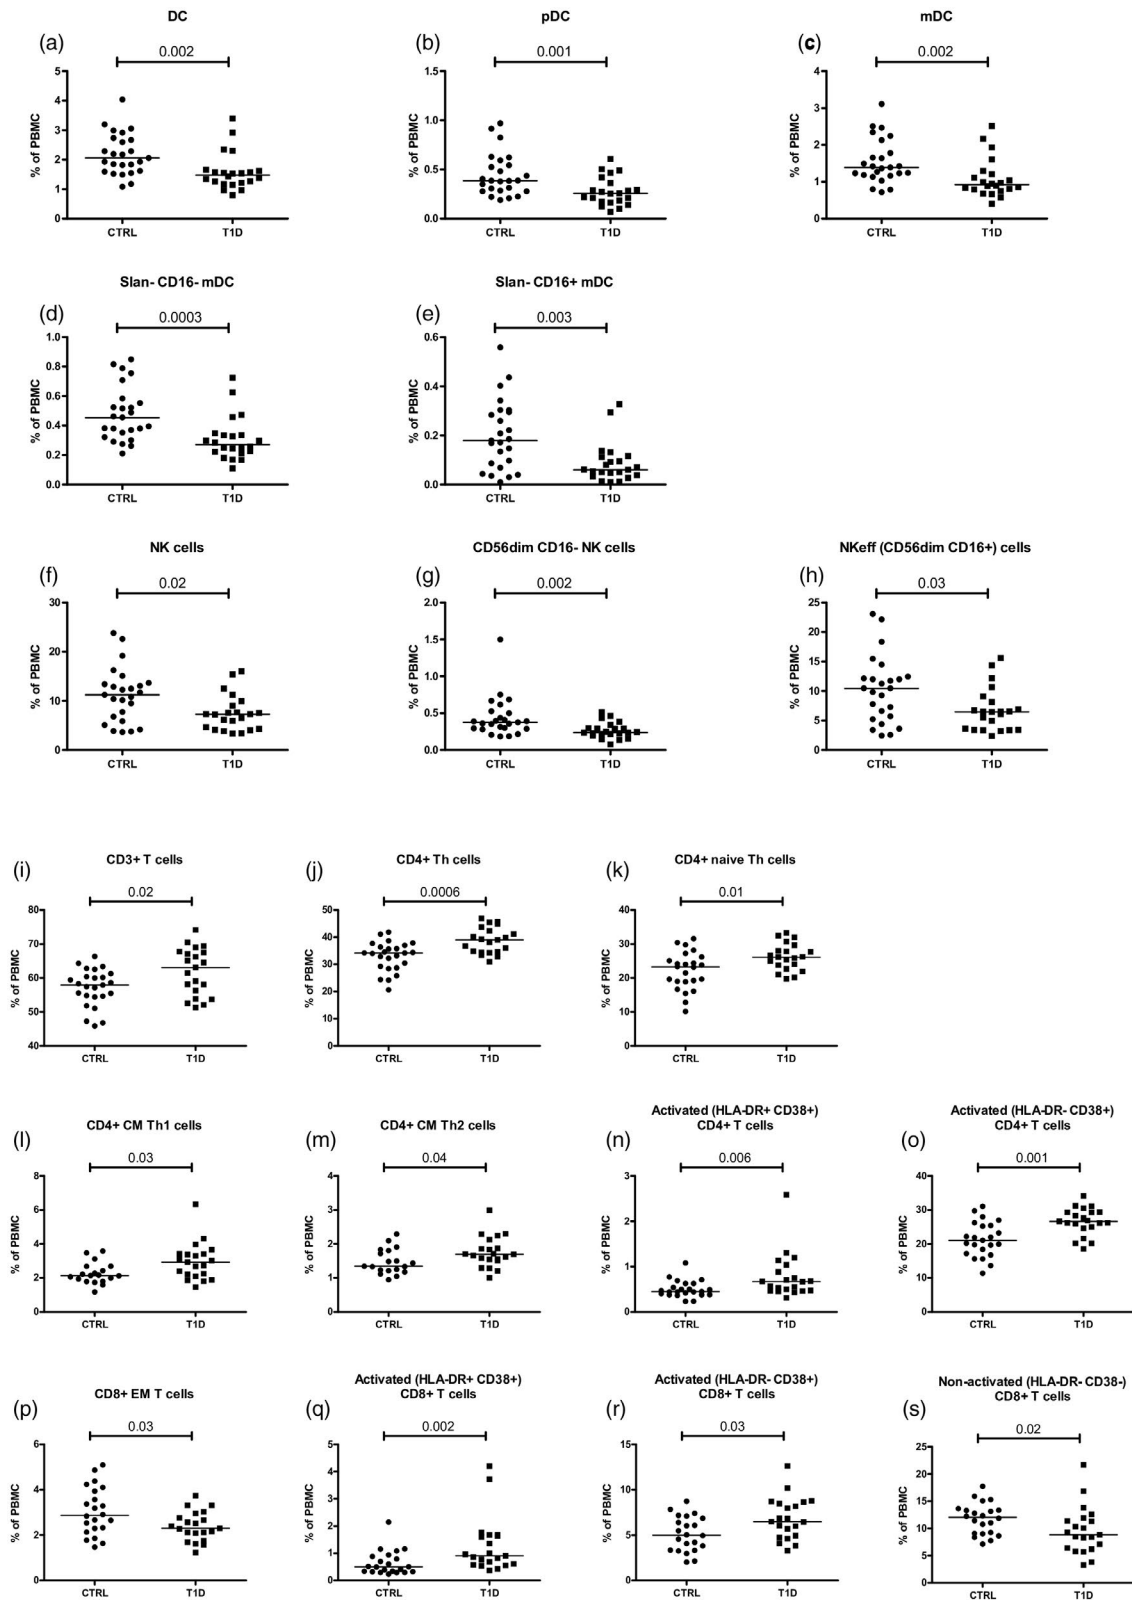 DC
(a)
0.002
% of PBMC
5
4
3
2
1
0
CTRL
T1D
pDC
(b)
0.001
% of PBMC
1.5
1.0
0.5
0.0
CTRL
T1D
mDC
(c)
0.002
% of PBMC
4
3
2
1
0
CTRL
T1D
Slan- CD16- mDC
(d)
0.0003
% of PBMC
1.0
0.8
0.6
0.4
0.2
0.0
CTRL
T1D
Slan- CD16+ mDC
(e)
0.003
% of PBMC
0.6
0.4
0.2
0.0
CTRL
T1D
NK cells
(f)
0.02
% of PBMC
30
20
10
0
CTRL
T1D
CD56dim CD16- NK cells
(g)
0.002
% of PBMC
2.0
1.5
1.0
0.5
0.0
CTRL
T1D
NKeff (CD56dim CD16+) cells
(h)
0.03
% of PBMC
25
20
15
10
5
0
CTRL
T1D
CD3+ T cells
(i)
0.02
% of PBMC
80
70
60
50
40
CTRL
T1D
CD4+ Th cells
(j)
0.0006
% of PBMC
50
40
30
20
10
0
CTRL
T1D
CD4+ naive Th cells
(k)
0.01
% of PBMC
40
30
20
10
0
CTRL
T1D
CD4+ CM Th1 cells
(l)
0.03
% of PBMC
8
6
4
2
0
CTRL
T1D
CD4+ CM Th2 cells
(m)
0.04
% of PBMC
4
3
2
1
0
CTRL
T1D
Activated (HLA-DR+ CD38+)
CD4+ T cells
(n)
0.006
% of PBMC
3
2
1
0
CTRL
T1D
Activated (HLA-DR- CD38+)
CD4+ T cells
(o)
0.001
% of PBMC
40
30
20
10
0
CTRL
T1D
CD8+ EM T cells
(p)
0.03
% of PBMC
6
4
2
0
CTRL
T1D
Activated (HLA-DR+ CD38+)
CD8+ T cells
(q)
0.002
% of PBMC
5
4
3
2
1
0
CTRL
T1D
Activated (HLA-DR- CD38+)
CD8+ T cells
(r)
0.03
% of PBMC
15
10
5
0
CTRL
T1D
Non-activated (HLA-DR- CD38-)
CD8+ T cells
(s)
0.02
% of PBMC
25
20
15
10
5
0
CTRL
T1D